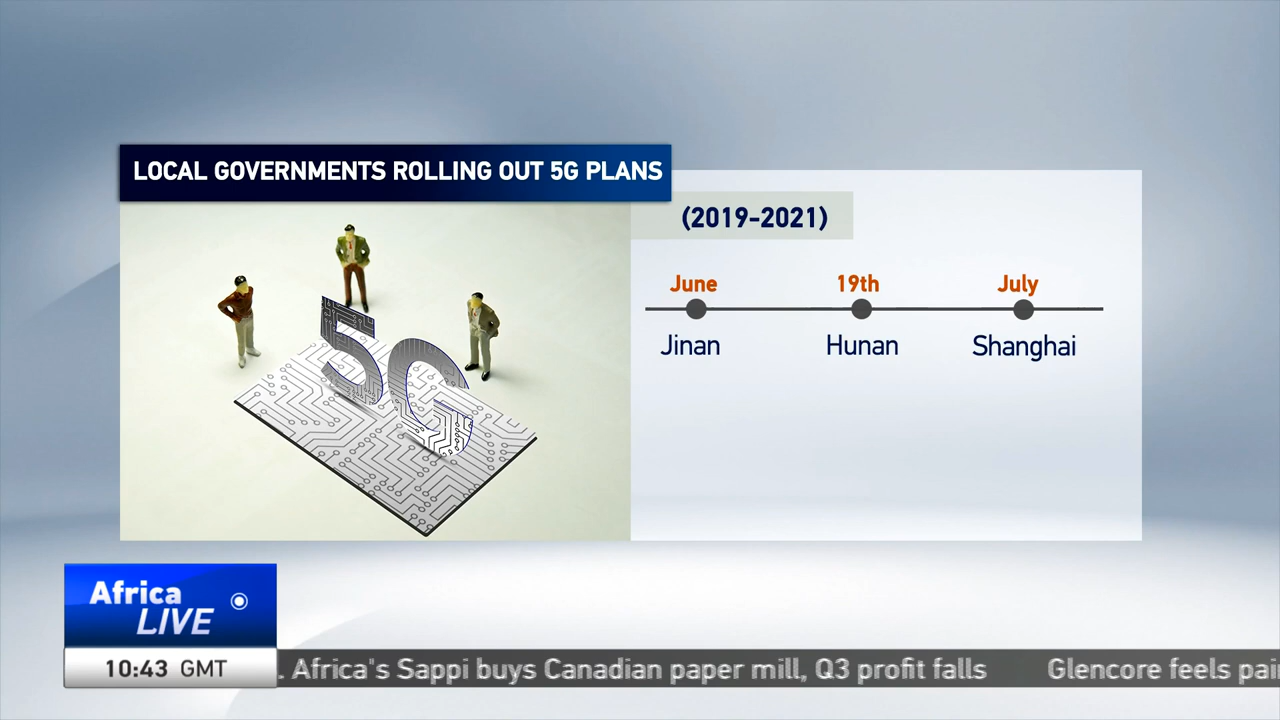 LOCAL GOVERNMENTS ROLLING OUT 5G PLANS
(2019-2021)
June 19th July
Jinan Hunan Shanghai
5G
Africa
LIVE
10:43 GMT
. Africa's Sappi buys Canadian paper mill, Q3 profit falls Glencore feels